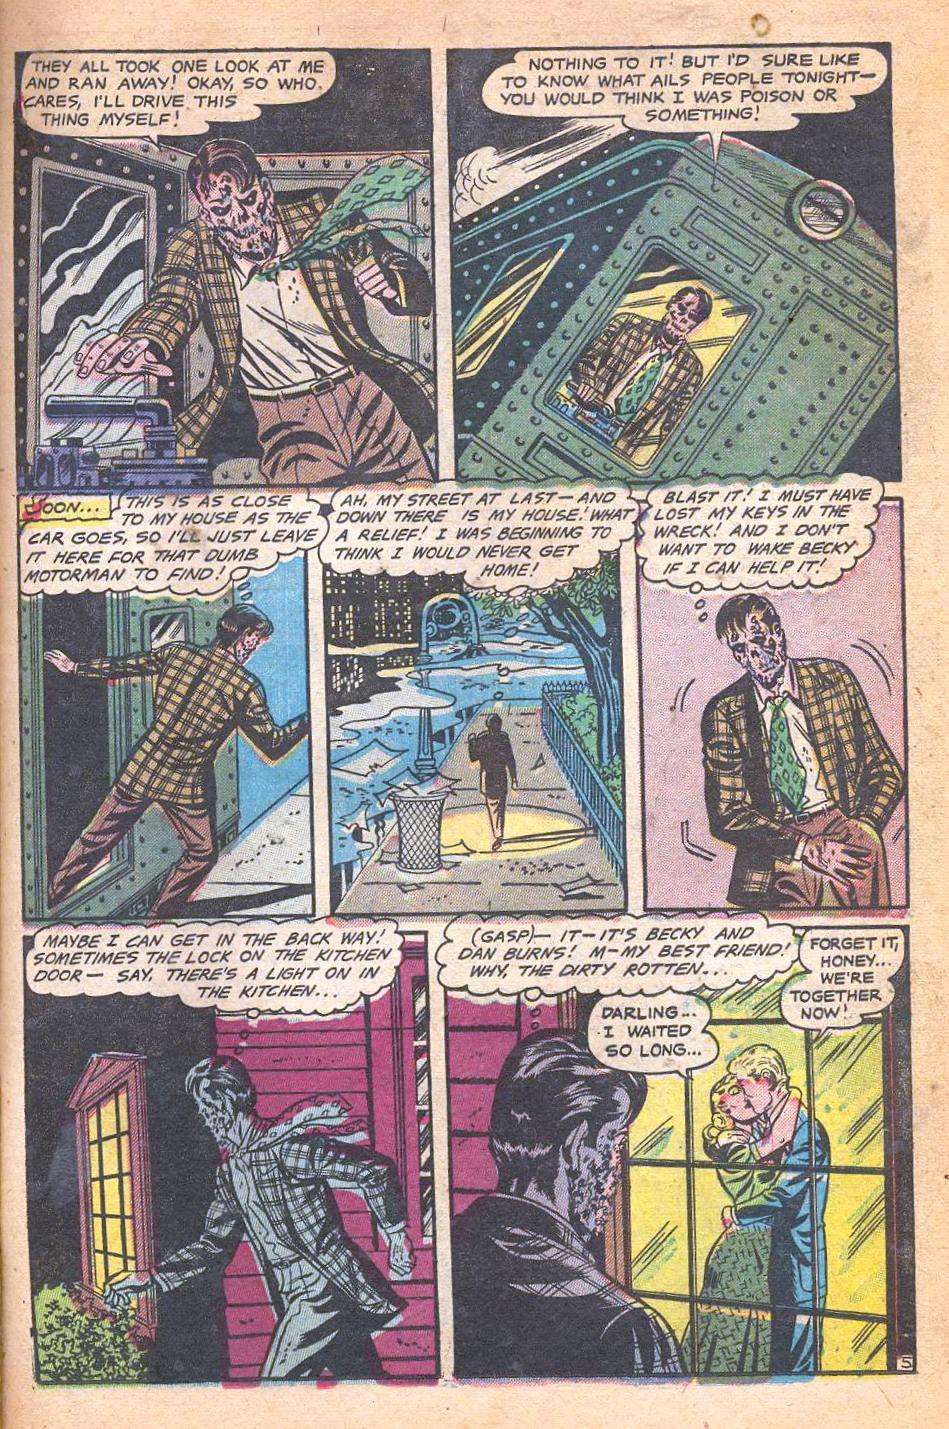 THEY ALL TOOK ONE LOOK AT ME
AND RAN AWAY! OKAY, SO WHO
CARES, I'LL DRIVE THIS
THING MYSELF!
NOTHING TO IT! BUT I'D SURE LIKE
TO KNOW WHAT AILS PEOPLE TONIGHT—
YOU WOULD THINK I WAS POISON OR
SOMETHING!
SOON...
THIS IS AS CLOSE
TO MY HOUSE AS THE
CAR GOES, SO I'LL JUST LEAVE
IT HERE FOR THAT DUMB
MOTORMAN TO FIND!
AH, MY STREET AT LAST—AND
DOWN THERE IS MY HOUSE! WHAT
A RELIEF! I WAS BEGINNING TO
THINK I WOULD NEVER GET
HOME!
BLAST IT! I MUST HAVE
LOST MY KEYS IN THE
WRECK! AND I DON'T
WANT TO WAKE BECKY
IF I CAN HELP IT!
MAYBE I CAN GET IN THE BACK WAY!
SOMETIMES THE LOCK ON THE KITCHEN
DOOR— SAY, THERE'S A LIGHT ON IN
THE KITCHEN...
(GASP)— IT—IT'S BECKY AND
DAN BURNS! M-MY BEST FRIEND!
WHY, THE DIRTY ROTTEN...
DARLING...
I WAITED
SO LONG...
FORGET IT,
HONEY...
WE'RE
TOGETHER
NOW!
5